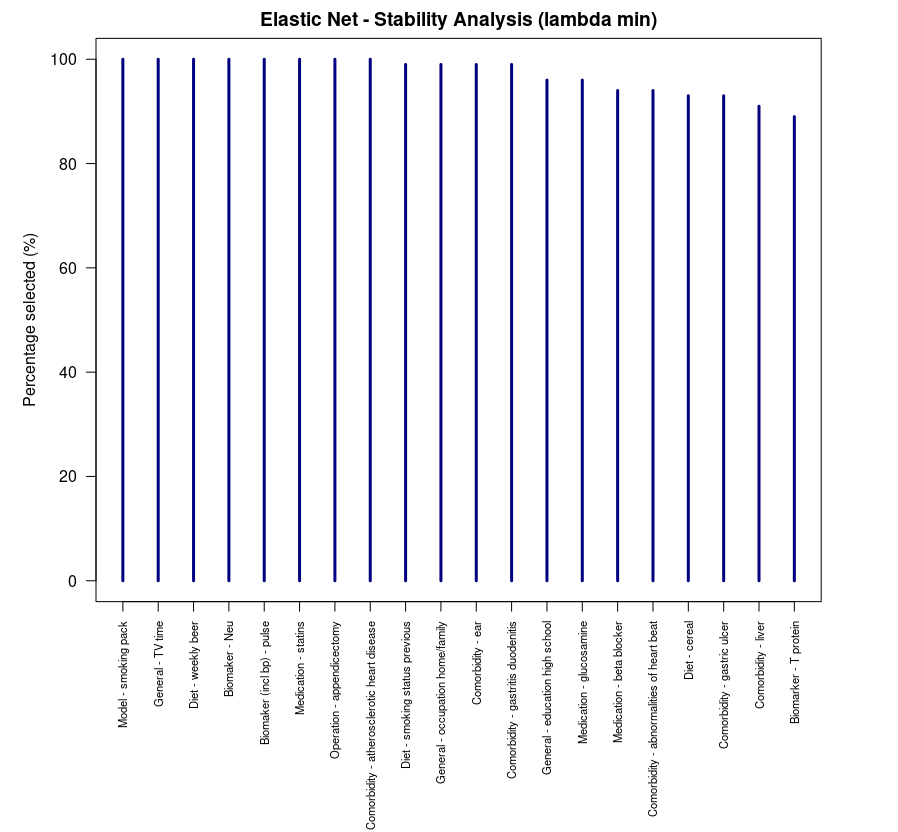 Elastic Net - Stability Analysis (lambda min)
Percentage selected (%)
100
80
60
40
20
0
Model - smoking pack
General - TV time
Diet - weekly beer
Biomaker - Neu
Biomaker (incl bp) - pulse
Medication - statins
Operation - appendicectomy
Comorbidity - atherosclerotic heart disease
Diet - smoking status previous
General - occupation home/family
Comorbidity - ear
Comorbidity - gastritis duodenitis
General - education high school
Medication - glucosamine
Medication - beta blocker
Comorbidity - abnormalities of heart beat
Diet - cereal
Comorbidity - gastric ulcer
Comorbidity - liver
Biomarker - T protein